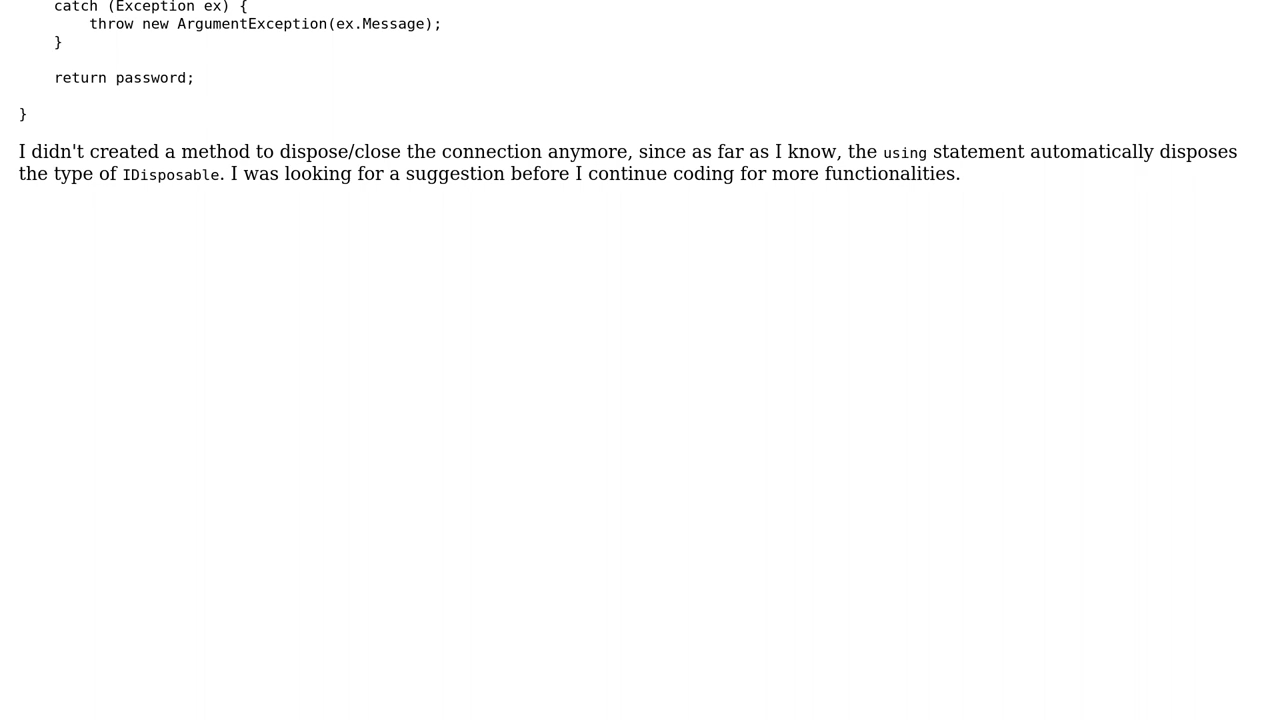 catch (Exception ex) {
        throw new ArgumentException(ex.Message);
    }
    return password;
}
I didn't created a method to dispose/close the connection anymore, since as far as I know, the using statement automatically disposes
the type of IDisposable. I was looking for a suggestion before I continue coding for more functionalities.